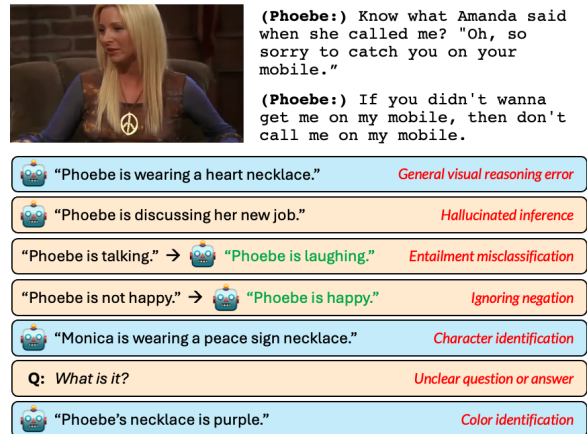 (Phoebe:) Know what Amanda said
when she called me? "Oh, so
sorry to catch you on your
mobile.”
(Phoebe:) If you didn't wanna
get me on my mobile, then don't
call me on my mobile.
“Phoebe is wearing a heart necklace.” General visual reasoning error
“Phoebe is discussing her new job.” Hallucinated inference
“Phoebe is talking.” → “Phoebe is laughing.” Entailment misclassification
“Phoebe is not happy.” → “Phoebe is happy.” Ignoring negation
“Monica is wearing a peace sign necklace.” Character identification
Q: What is it? Unclear question or answer
“Phoebe’s necklace is purple.” Color identification